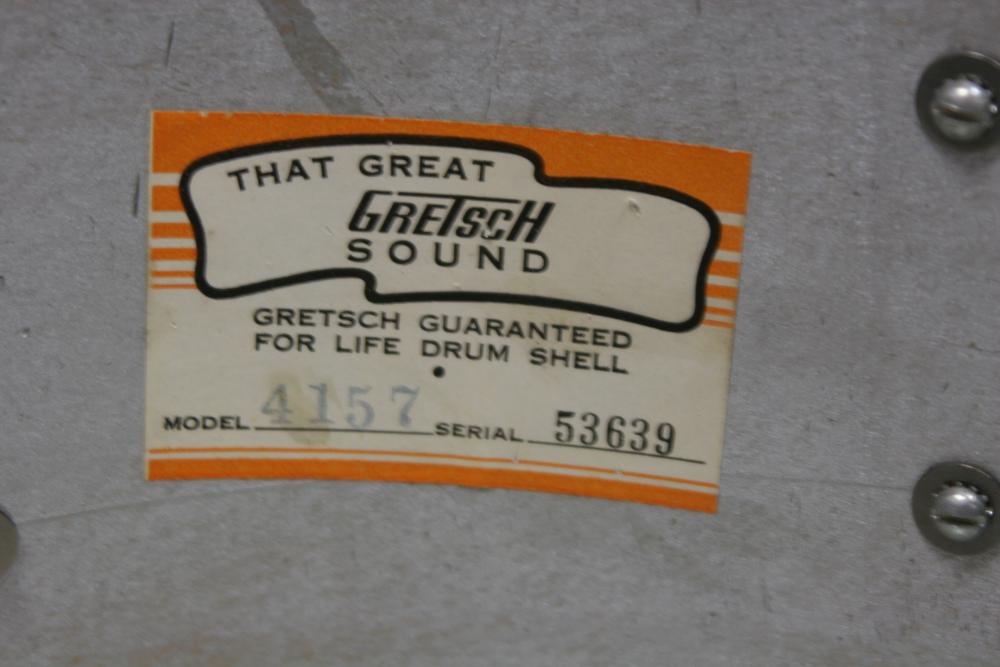 THAT GREAT
GRETSCH
SOUND
GRETSCH GUARANTEED
FOR LIFE DRUM SHELL
MODEL 4157 SERIAL 53639